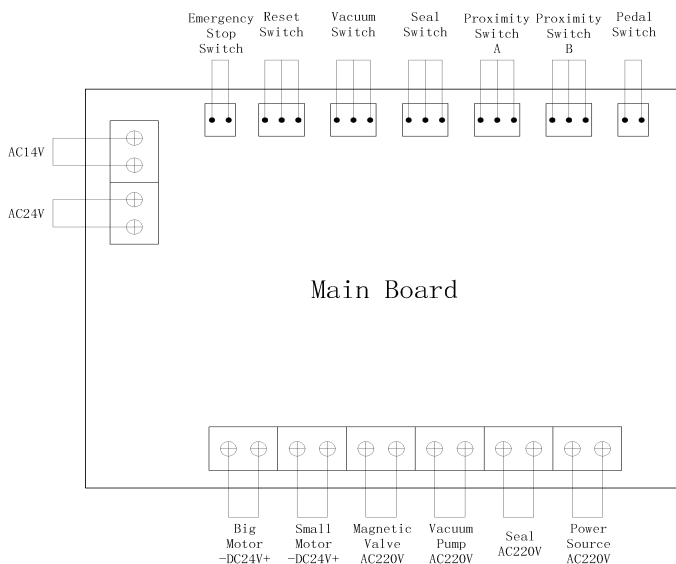 Emergency
Stop
Switch
Reset
Switch
Vacuum
Switch
Seal
Switch
Proximity
Switch
A
Proximity
Switch
B
Pedal
Switch
AC14V
AC24V
Main Board
Big
Motor
-DC24V+
Small
Motor
-DC24V+
Magnetic
Valve
AC220V
Vacuum
Pump
AC220V
Seal
AC220V
Power
Source
AC220V